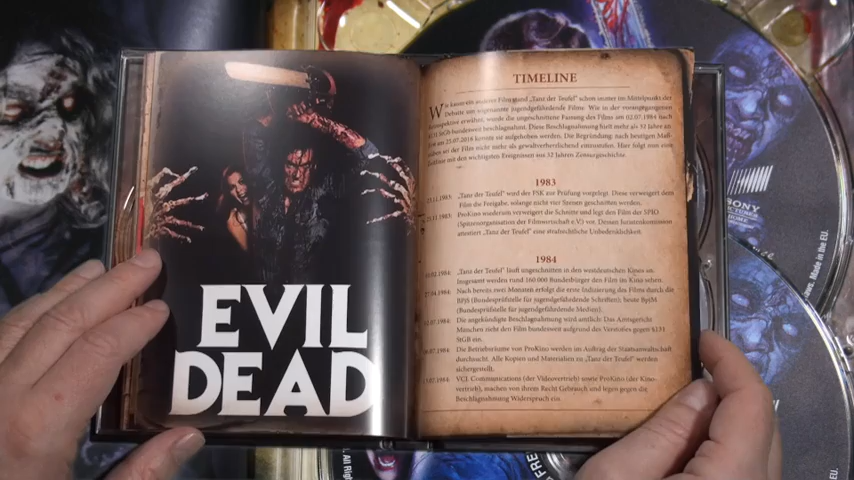 EVIL
DEAD
TIMELINE
Wie kaum ein anderer Film stand „Tanz der Teufel" schon immer im Mittelpunkt der
Debatte um sogenannte jugendgefährdende Filme. Wie in der vorangegangenen
Retrospektive erwähnt, wurde die ungeschnittene Fassung des Films am 02.07.1984 nach
§131 StGB bundesweit beschlagnahmt. Diese Beschlagnahmung hielt mehr als 32 Jahre an
am 25.07.2016 konnte sie aufgehoben werden. Die Begründung: nach heutigen Maß-
sei der Film nicht mehr als gewaltverherrlichend einzustufen. Hier folgt nun eine
mit den wichtigsten Ereignissen aus 32 Jahren Zensurgeschichte.
1983
„Tanz der Teufel" wird der FSK zur Prüfung vorgelegt. Diese verweigert dem
Film die Freigabe, solange nicht vier Szenen geschnitten werden.
ProKino wiederum verweigert die Schnitte und legt den Film der SPIO
(Spitzenorganisation der Filmwirtschaft e.V.) vor. Dessen Juristenkommission
attestiert „Tanz der Teufel" eine strafrechtliche Unbedenklichkeit.
1984
„Tanz der Teufel" läuft ungeschnitten in den westdeutschen Kinos an.
Insgesamt werden rund 160.000 Bundesbürger den Film im Kino sehen.
Nach bereits zwei Monaten erfolgt die erste Indizierung des Films durch die
BPjS (Bundesprüfstelle für jugendgefährdende Schriften); heute BpjM
(Bundesprüfstelle für jugendgefährdende Medien).
Die angekündigte Beschlagnahmung wird amtlich: Das Amtsgericht
München zieht den Film bundesweit aufgrund des Verstoßes gegen §131
StGB ein.
Die Betriebsräume von ProKino werden im Auftrag der Staatsanwaltschaft
durchsucht. Alle Kopien und Materialien zu „Tanz der Teufel" werden
sichergestellt.
VCL Communications (der Videovertrieb) sowie ProKino (der Kino-
vertrieb), machen von ihrem Recht Gebrauch und legen gegen die
Beschlagnahmung Widerspruch ein.
SONY
PICTURES
HOME
Made in the EU.
All Righ